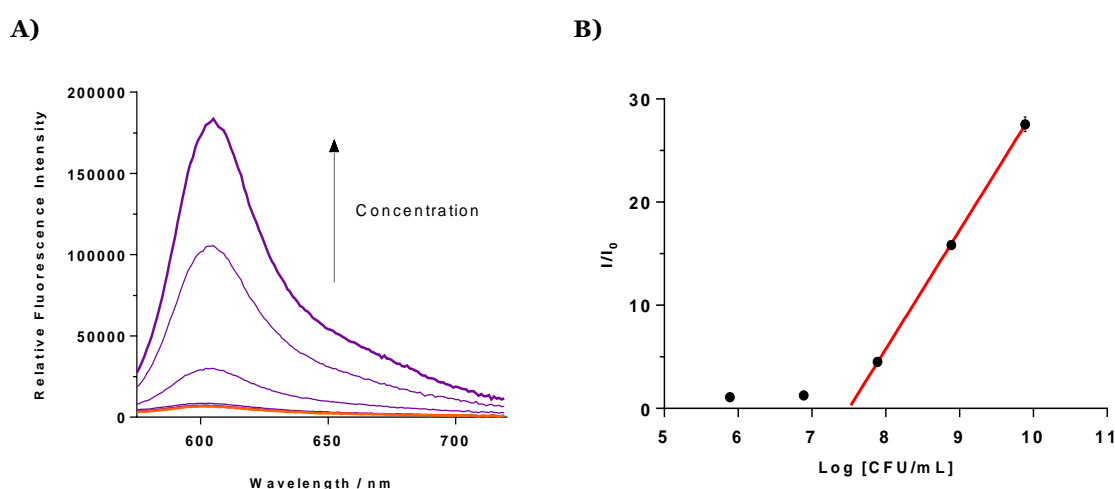 A)
B)
200000
150000
100000
50000
0
Relative Fluorescence Intensity
Concentration
600
650
700
Wavelength / nm
30
20
10
0
I/I0
5
6
7
8
9
10
11
Log [CFU/mL]